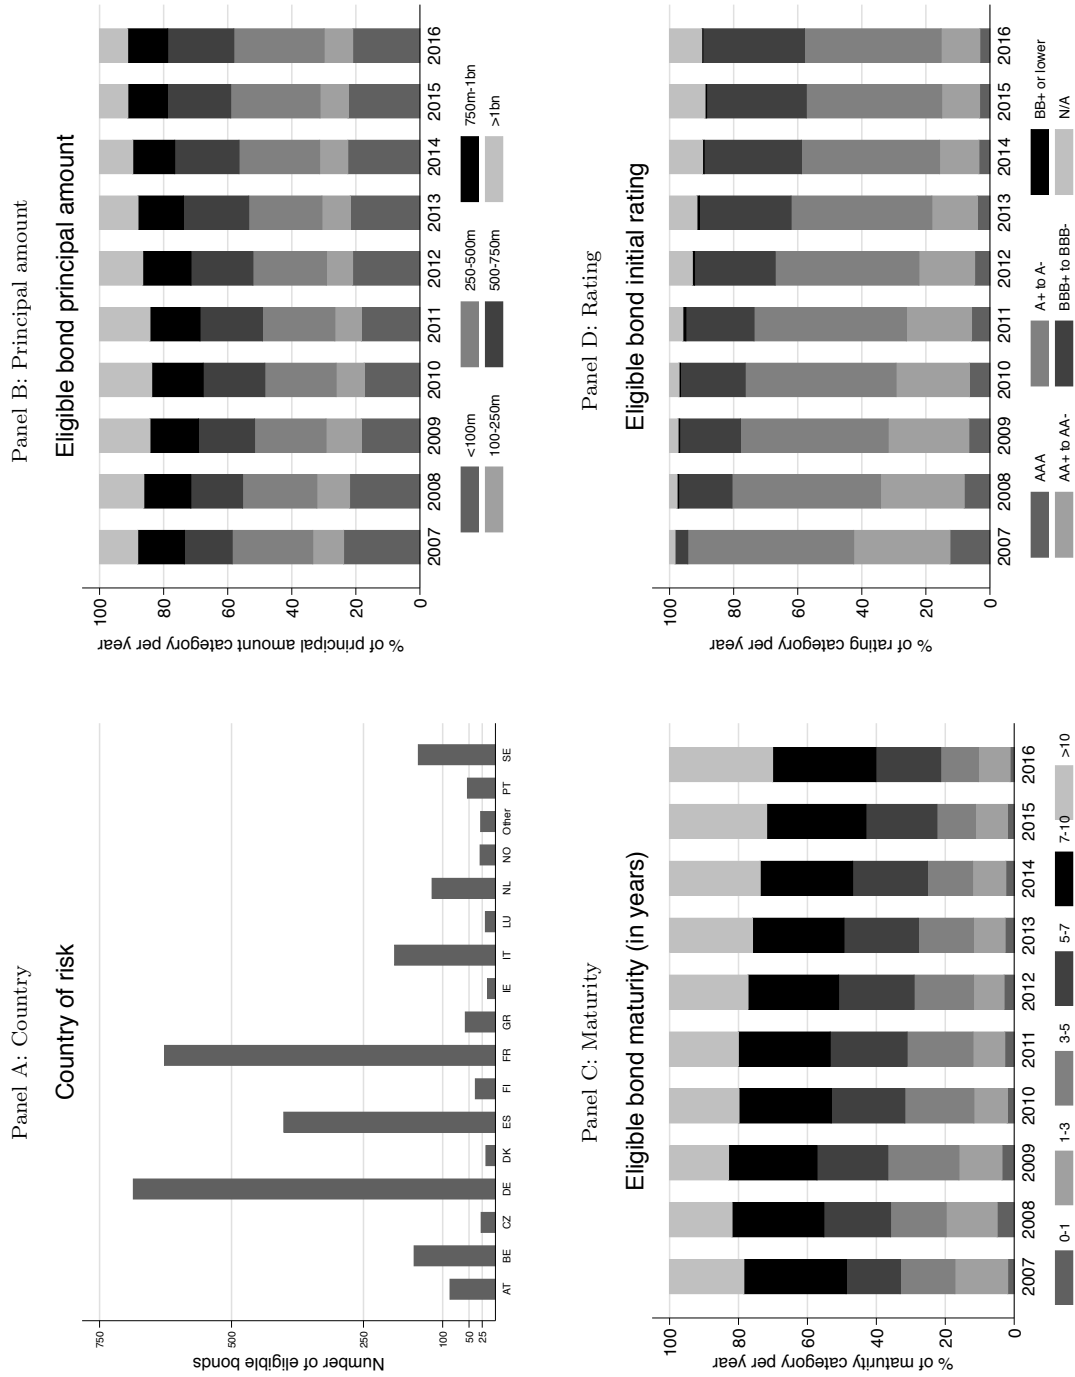 Panel A: Country
Country of risk
Number of eligible bonds
750
500
250
100
50
25
AT BE CZ DE DK ES FI FR GR IE IT LU NL NO Other PT SE
Panel B: Principal amount
Eligible bond principal amount
% of principal amount category per year
100
80
60
40
20
0
2007 2008 2009 2010 2011 2012 2013 2014 2015 2016
<100m 250-500m 750m-1bn
100-250m 500-750m >1bn
Panel C: Maturity
Eligible bond maturity (in years)
% of maturity category per year
100
80
60
40
20
0
2007 2008 2009 2010 2011 2012 2013 2014 2015 2016
0-1 1-3 3-5 5-7 7-10 >10
Panel D: Rating
Eligible bond initial rating
% of rating category per year
100
80
60
40
20
0
2007 2008 2009 2010 2011 2012 2013 2014 2015 2016
AAA A+ to A- BB+ or lower
AA+ to AA- BBB+ to BBB- N/A